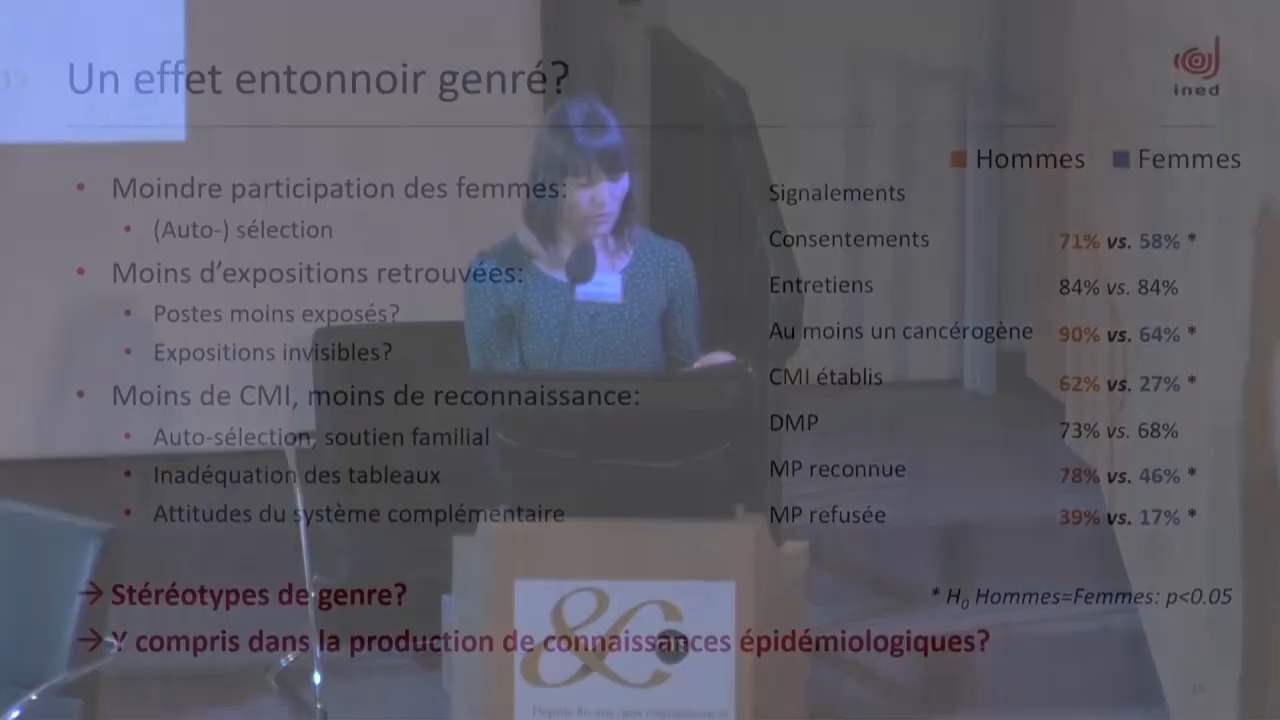 Un effet entonnoir genré?
ined
Hommes Femmes
• Moindre participation des femmes:
• (Auto-) sélection
• Moins d'expositions retrouvées:
• Postes moins exposés?
• Expositions invisibles?
• Moins de CMI, moins de reconnaissance:
• Auto-sélection, soutien familial
• Inadéquation des tableaux
• Attitudes du système complémentaire
Signalements
Consentements 71% vs. 58% *
Entretiens 84% vs. 84%
Au moins un cancérogène 90% vs. 64% *
CMI établis 62% vs. 27% *
DMP 73% vs. 68%
MP reconnue 78% vs. 46% *
MP refusée 39% vs. 17% *
→ Stéréotypes de genre?
* H0 Hommes=Femmes: p<0.05
→ Y compris dans la production de connaissances épidémiologiques?
&C